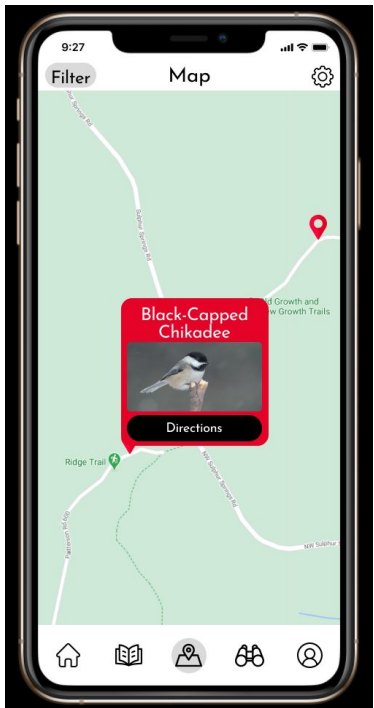 9:27
Filter
Map
Sulphur Springs Rd
Sulphur Springs Rd
Growth and
Growth Trails
Black-Capped
Chikadee
Directions
Ridge Trail
NW Sulphur Springs Rd
NW Sulphur